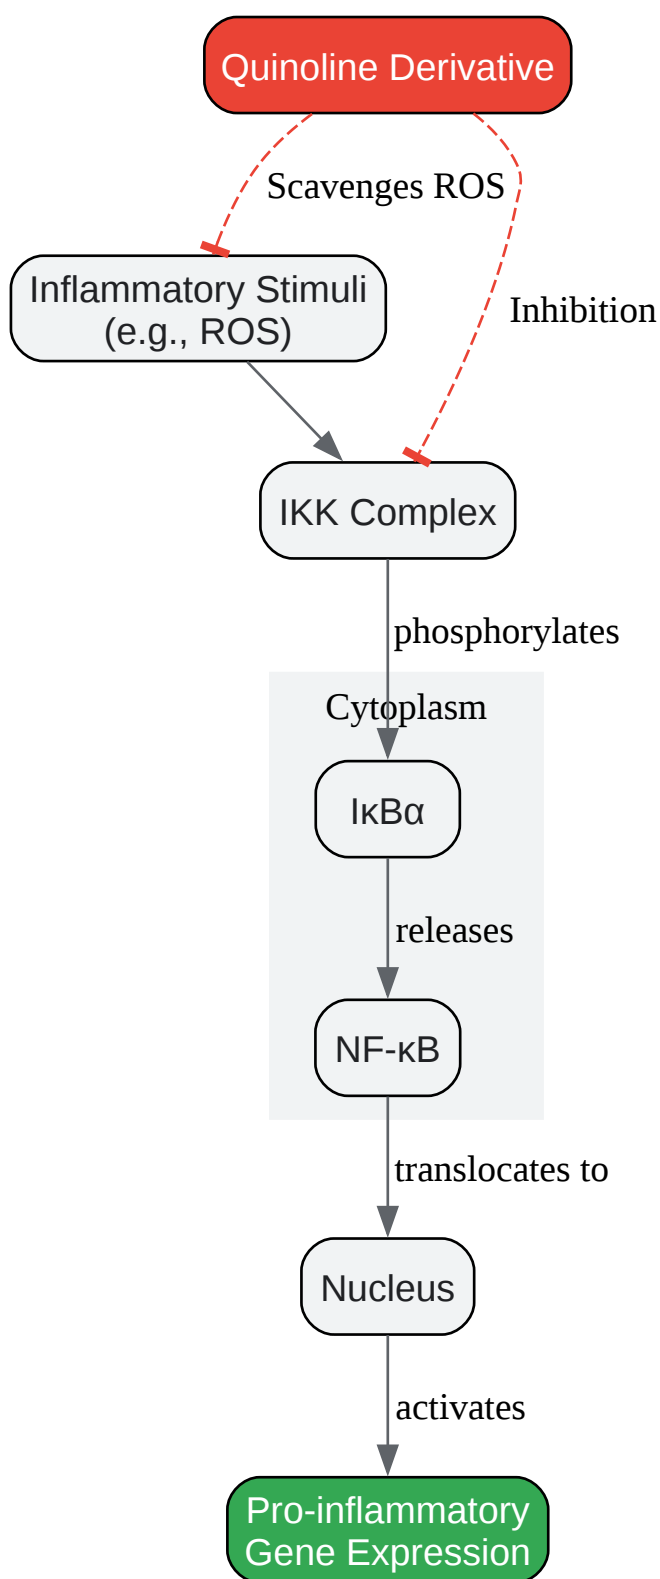 Quinoline Derivative
Scavenges ROS
Inflammatory Stimuli
(e.g., ROS)
Inhibition
IKK Complex
phosphorylates
Cytoplasm
IκBα
releases
NF-κB
translocates to
Nucleus
activates
Pro-inflammatory
Gene Expression